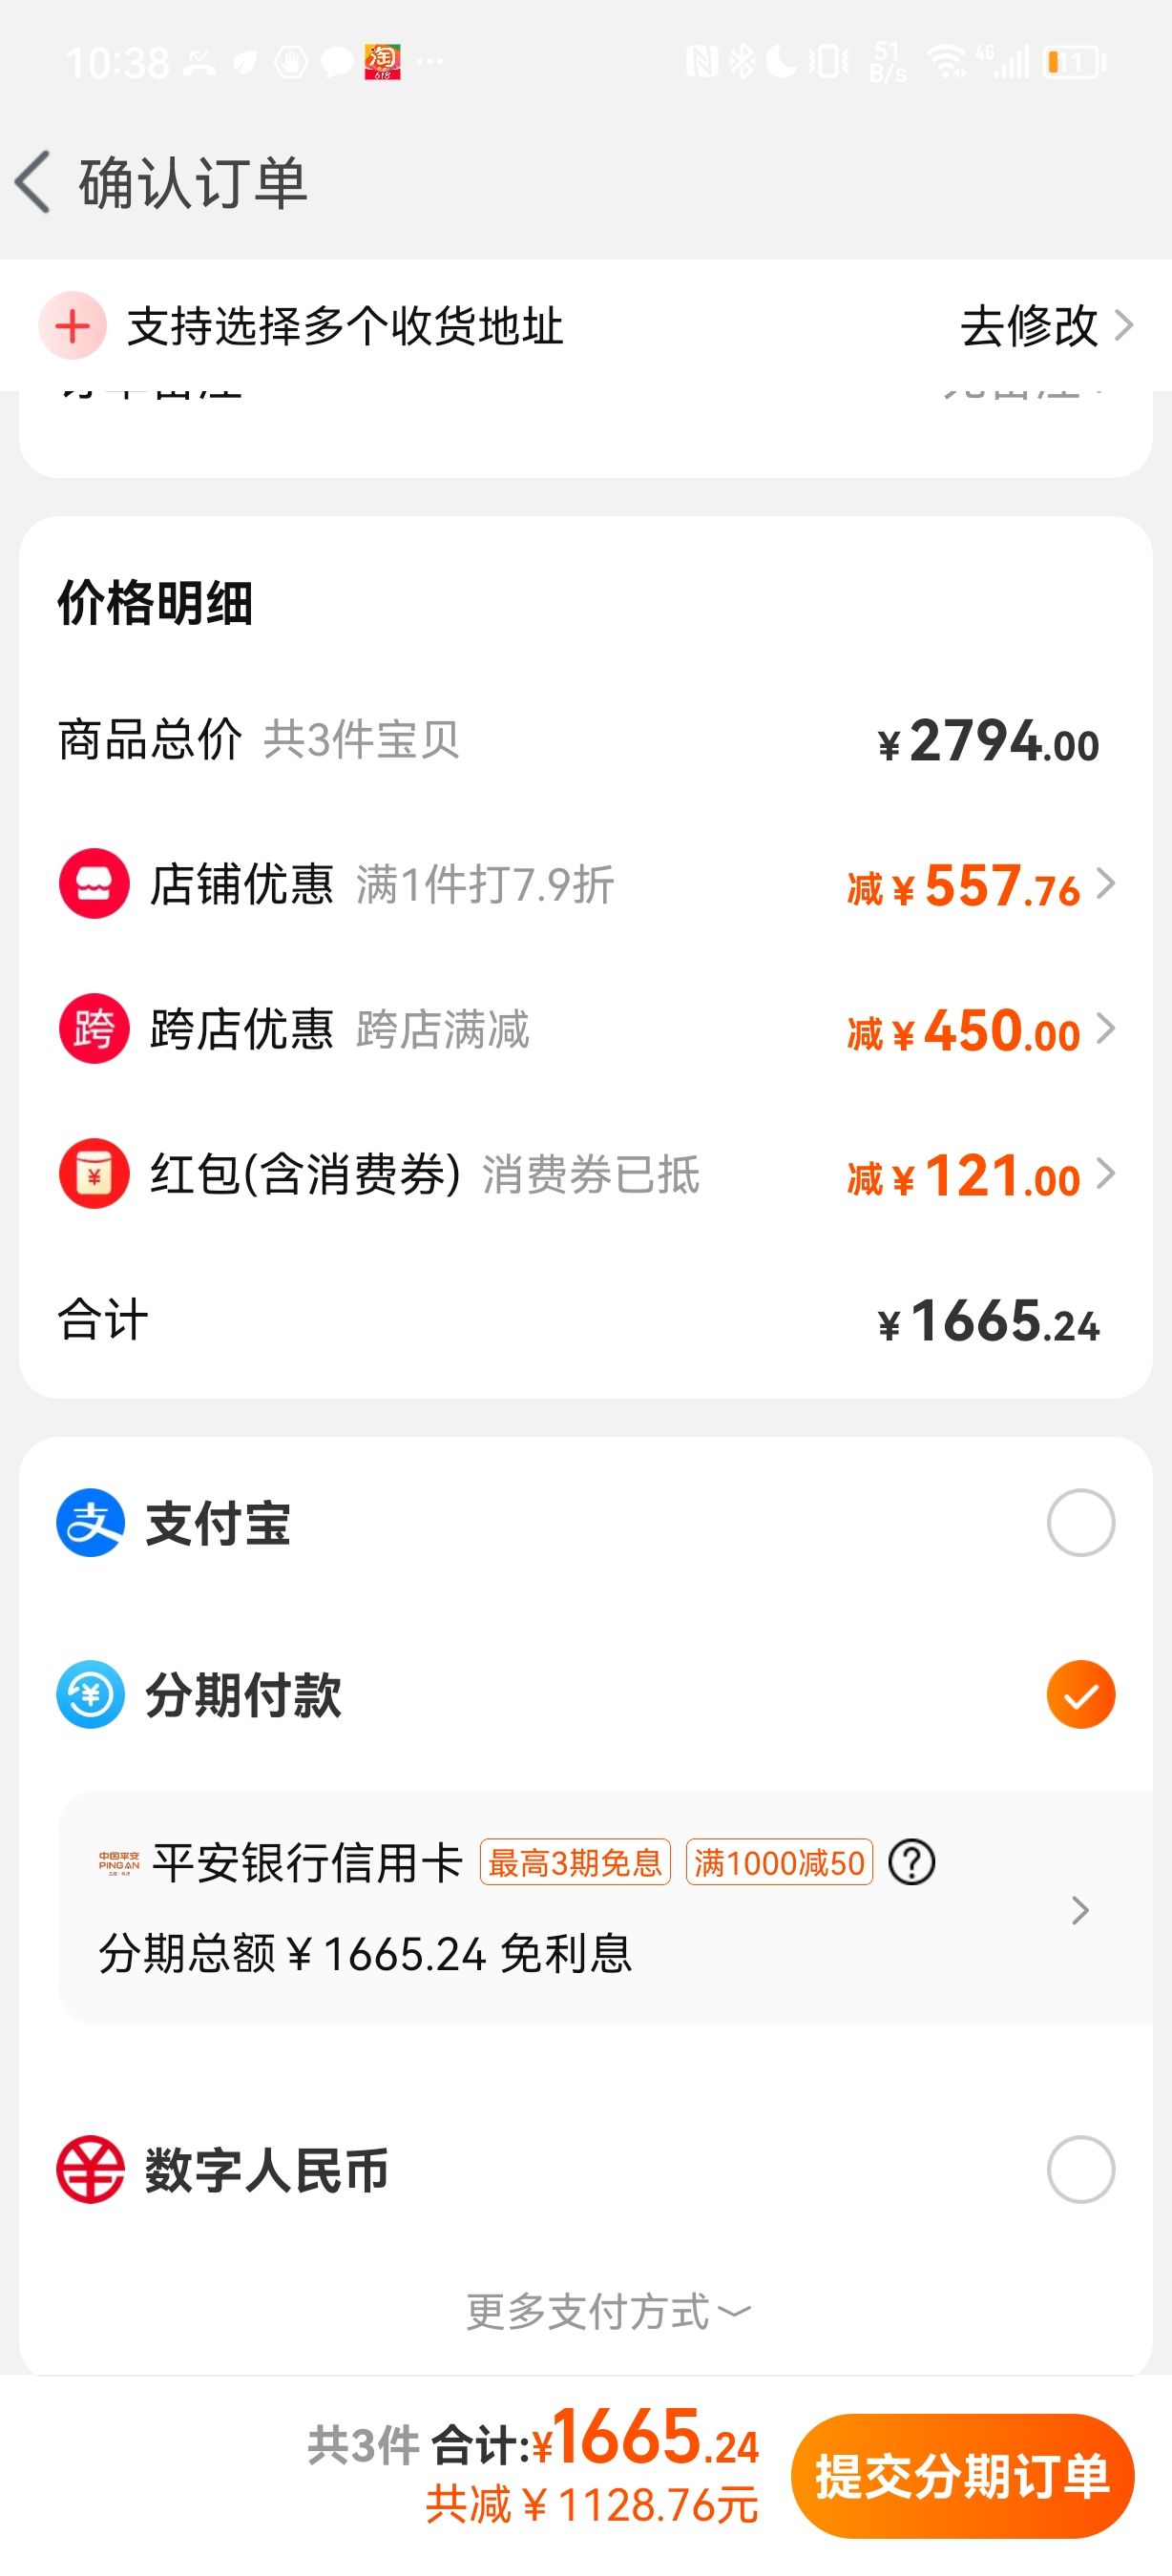 10:38 淘 618 ... 51 B/s 4G 11
确认订单
支持选择多个收货地址 去修改
价格明细
商品总价 共3件宝贝 ¥2794.00
店铺优惠 满1件打7.9折 减¥557.76
跨 跨店优惠 跨店满减 减¥450.00
¥ 红包(含消费券) 消费券已抵 减¥121.00
合计 ¥1665.24
支 支付宝
¥ 分期付款
中国平安 PINGAN 平安银行信用卡 最高3期免息 满1000减50 ?
分期总额¥1665.24 免利息
数字人民币
更多支付方式
共3件 合计:¥1665.24
共减¥1128.76元
提交分期订单